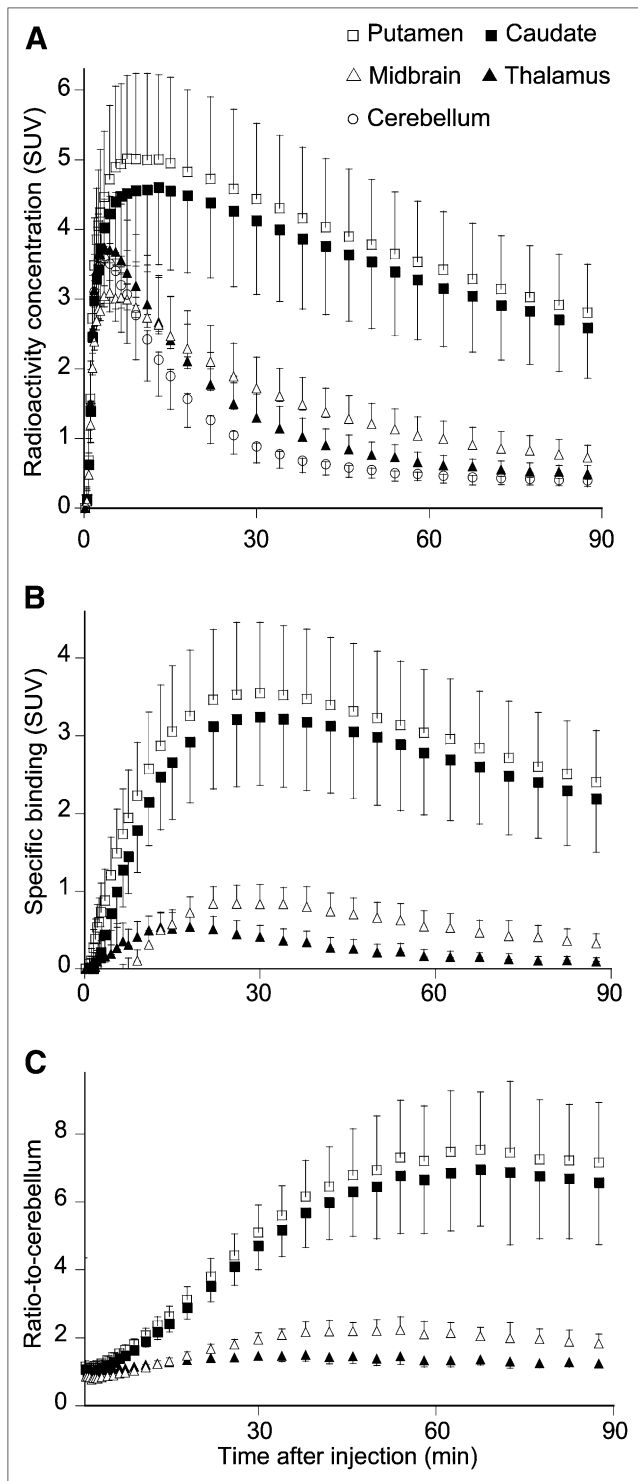 A
Putamen Caudate
Midbrain Thalamus
Cerebellum
Radioactivity concentration (SUV)
6
5
4
3
2
1
0
0 30 60 90
B
Specific binding (SUV)
4
3
2
1
0
0 30 60 90
C
Ratio-to-cerebellum
8
6
4
2
0
30 60 90
Time after injection (min)